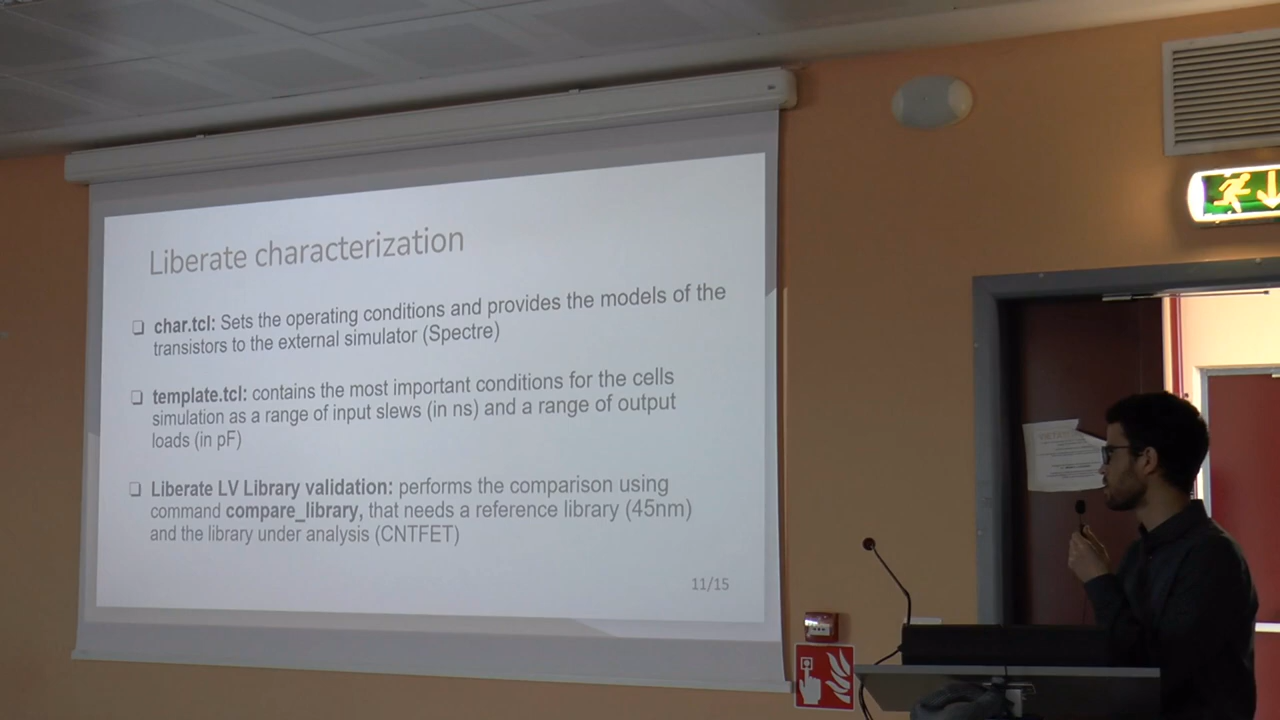 Liberate characterization
❑ char.tcl: Sets the operating conditions and provides the models of the
transistors to the external simulator (Spectre)
❑ template.tcl: contains the most important conditions for the cells
simulation as a range of input slews (in ns) and a range of output
loads (in pF)
❑ Liberate LV Library validation: performs the comparison using
command compare_library, that needs a reference library (45nm)
and the library under analysis (CNTFET)
11/15